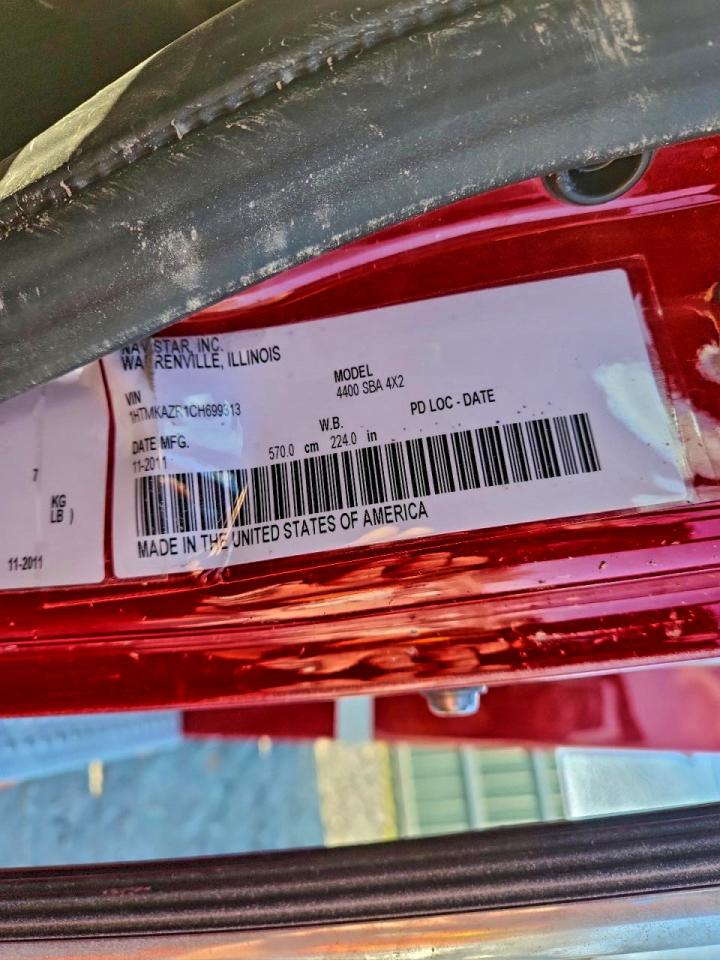 NAVISTAR, INC.
WARRENVILLE, ILLINOIS
VIN
1HTMKAZR1CH699313
MODEL
4400 SBA 4X2
DATE MFG.
11-2011
W.B.
570.0 cm 224.0 in
PD LOC - DATE
MADE IN THE UNITED STATES OF AMERICA
7
KG
LB )
11-2011